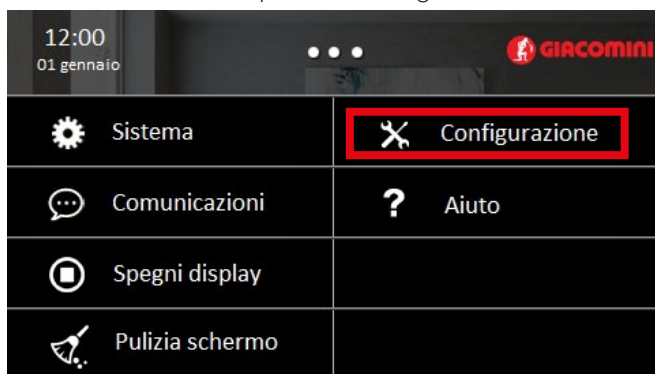 12:00
01 gennaio
GIACOMINI
Sistema
Configurazione
Comunicazioni
? Aiuto
Spegni display
Pulizia schermo